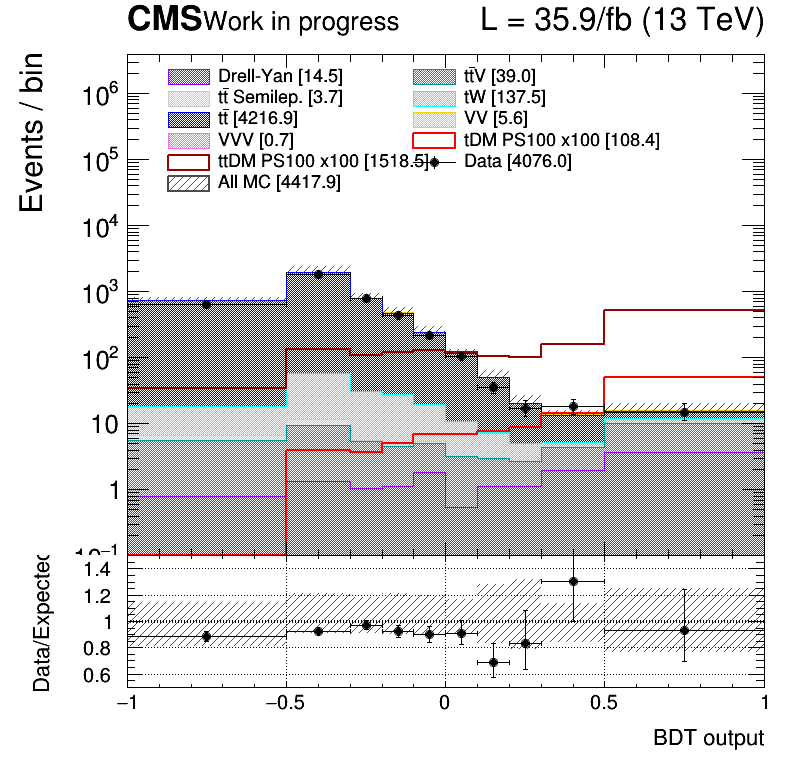 CMS Work in progress L = 35.9/fb (13 TeV)
Events / bin
Drell-Yan [14.5] tt̄V [39.0]
tt̄ Semilep. [3.7] tW [137.5]
tt̄ [4216.9] VV [5.6]
VVV [0.7] tDM PS100 x100 [108.4]
ttDM PS100 x100 [1518.5] Data [4076.0]
All MC [4417.9]
10⁶
10⁵
10⁴
10³
10²
10
1
10⁻¹
Data/Expected
1.4
1.2
1
0.8
0.6
−1 −0.5 0 0.5 1
BDT output